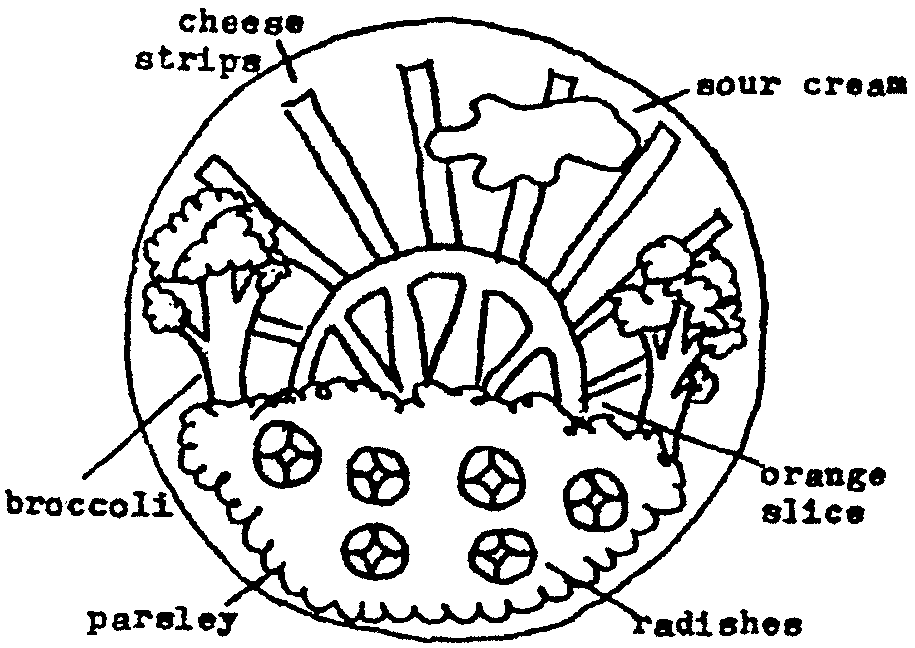 cheese
strips
sour cream
broccoli
orange
slice
parsley
radishes